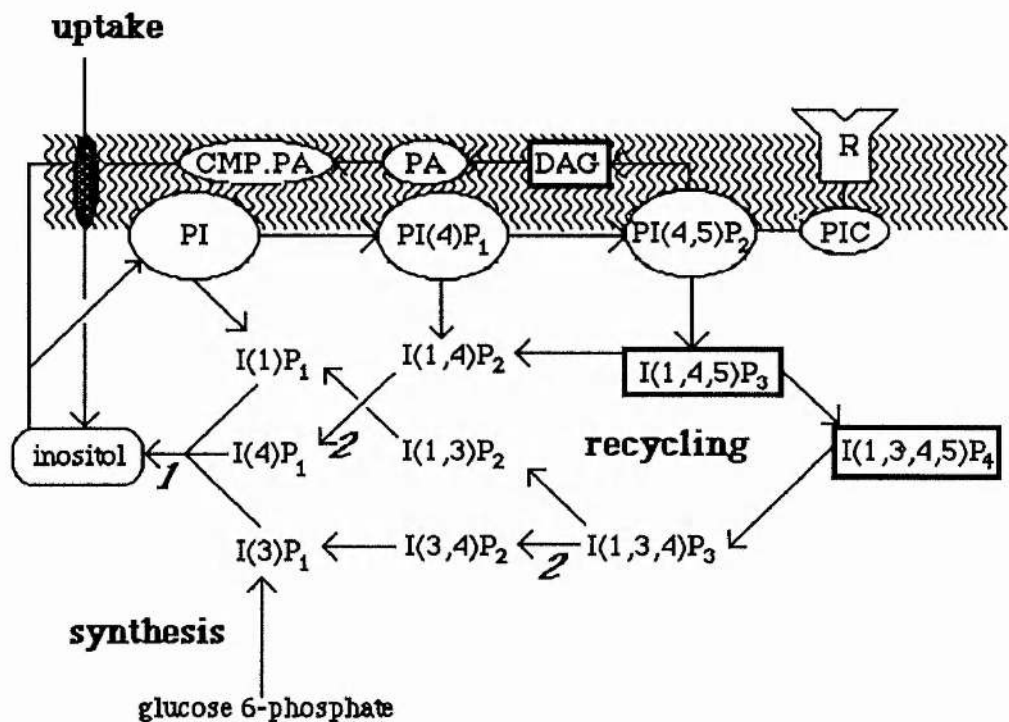 uptake
R
CMP.PA
PA
DAG
PI
PI(4)P₁
PI(4,5)P₂
PIC
I(1)P₁
I(1,4)P₂
I(1,4,5)P₃
inositol
1
I(4)P₁
2
I(1,3)P₂
recycling
I(1,3,4,5)P₄
I(3)P₁
I(3,4)P₂
2
I(1,3,4)P₃
synthesis
glucose 6-phosphate